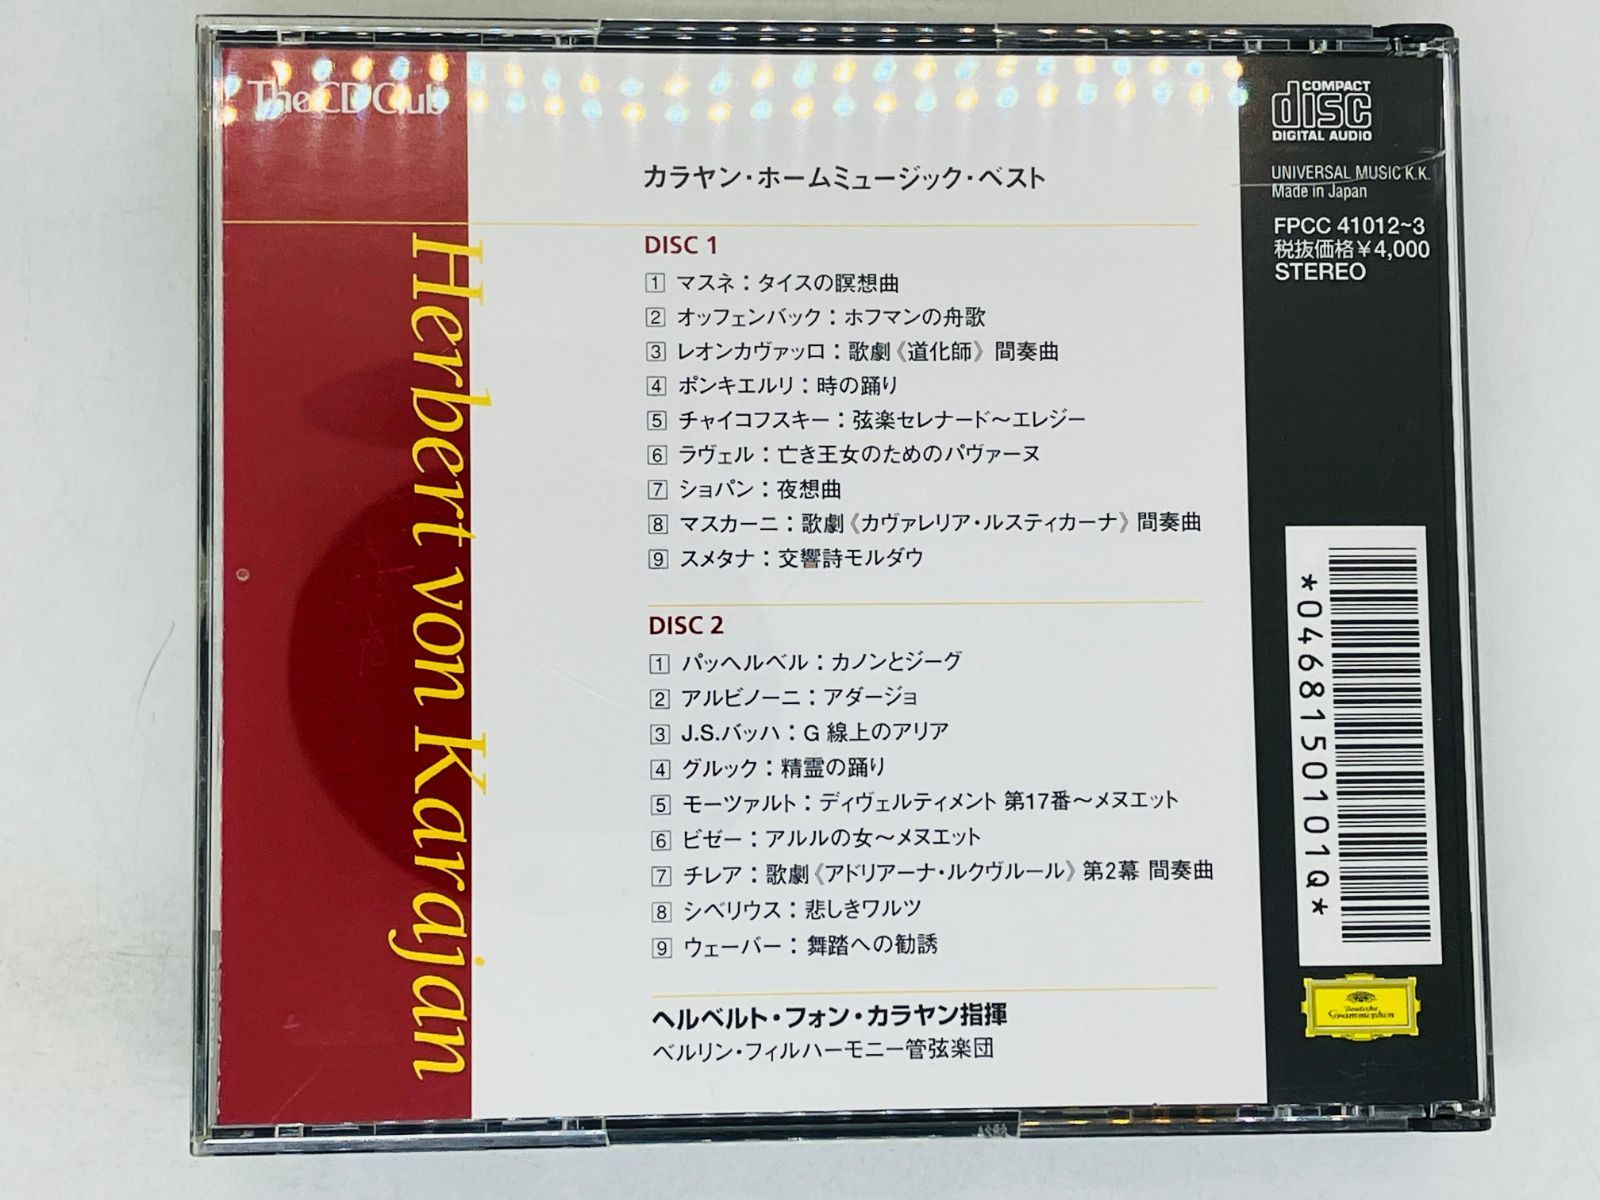 The CD Club
カラヤン・ホームミュージック・ベスト
DISC 1
1 マスネ：タイスの瞑想曲
2 オッフェンバック：ホフマンの舟歌
3 レオンカヴァッロ：歌劇《道化師》間奏曲
4 ポンキエルリ：時の踊り
5 チャイコフスキー：弦楽セレナード〜エレジー
6 ラヴェル：亡き王女のためのパヴァーヌ
7 ショパン：夜想曲
8 マスカーニ：歌劇《カヴァレリア・ルスティカーナ》間奏曲
9 スメタナ：交響詩モルダウ
DISC 2
1 パッヘルベル：カノンとジーグ
2 アルビノーニ：アダージョ
3 J.S.バッハ：G 線上のアリア
4 グルック：精霊の踊り
5 モーツァルト：ディヴェルティメント 第17番〜メヌエット
6 ビゼー：アルルの女〜メヌエット
7 チレア：歌劇《アドリアーナ・ルクヴルール》第2幕 間奏曲
8 シベリウス：悲しきワルツ
9 ウェーバー：舞踏への勧誘
ヘルベルト・フォン・カラヤン指揮
ベルリン・フィルハーモニー管弦楽団
Herbert von Karajan
COMPACT
disc
DIGITAL AUDIO
UNIVERSAL MUSIC K.K.
Made in Japan
FPCC 41012~3
税抜価格￥4,000
STEREO
*04681501010*
Deutsche
Grammophon